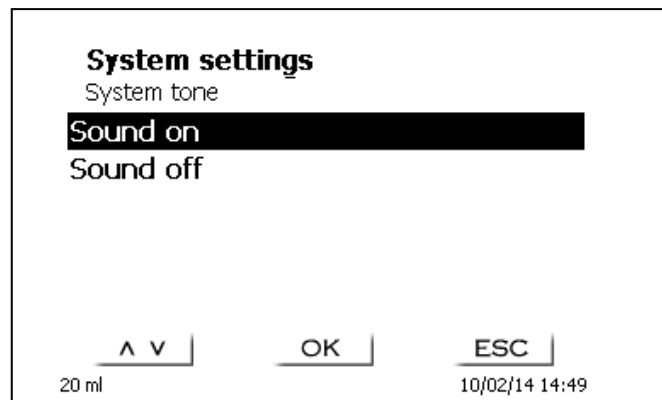 System settings
System tone
Sound on
Sound off
∧ ∨ OK ESC
20 ml 10/02/14 14:49